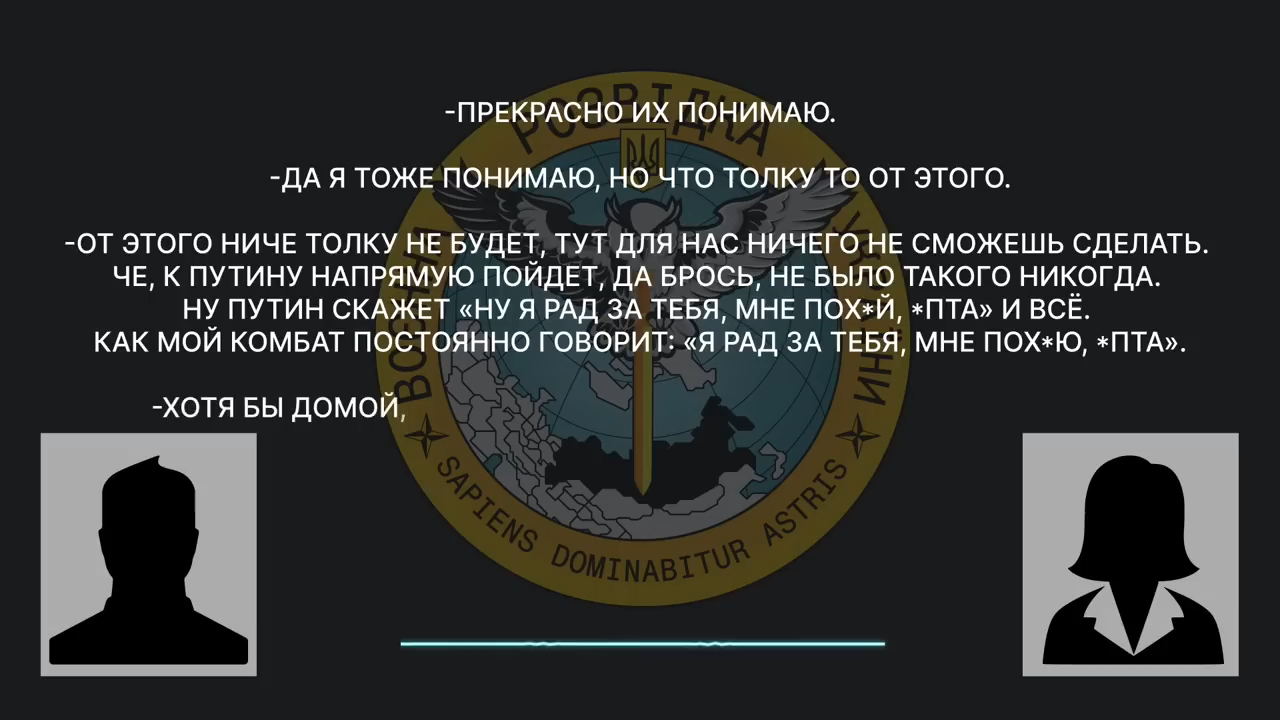 -ПРЕКРАСНО ИХ ПОНИМАЮ.
-ДА Я ТОЖЕ ПОНИМАЮ, НО ЧТО ТОЛКУ ТО ОТ ЭТОГО.
-ОТ ЭТОГО НИЧЕ ТОЛКУ НЕ БУДЕТ, ТУТ ДЛЯ НАС НИЧЕГО НЕ СМОЖЕШЬ СДЕЛАТЬ.
ЧЕ, К ПУТИНУ НАПРЯМУЮ ПОЙДЕТ, ДА БРОСЬ, НЕ БЫЛО ТАКОГО НИКОГДА.
НУ ПУТИН СКАЖЕТ «НУ Я РАД ЗА ТЕБЯ, МНЕ ПОХ*Й, *ПТА» И ВСЁ.
КАК МОЙ КОМБАТ ПОСТОЯННО ГОВОРИТ: «Я РАД ЗА ТЕБЯ, МНЕ ПОХ*Ю, *ПТА».
-ХОТЯ БЫ ДОМОЙ,
ВОЄННА РОЗВІДКА УКРАЇНИ
SAPIENS DOMINABITUR ASTRIS